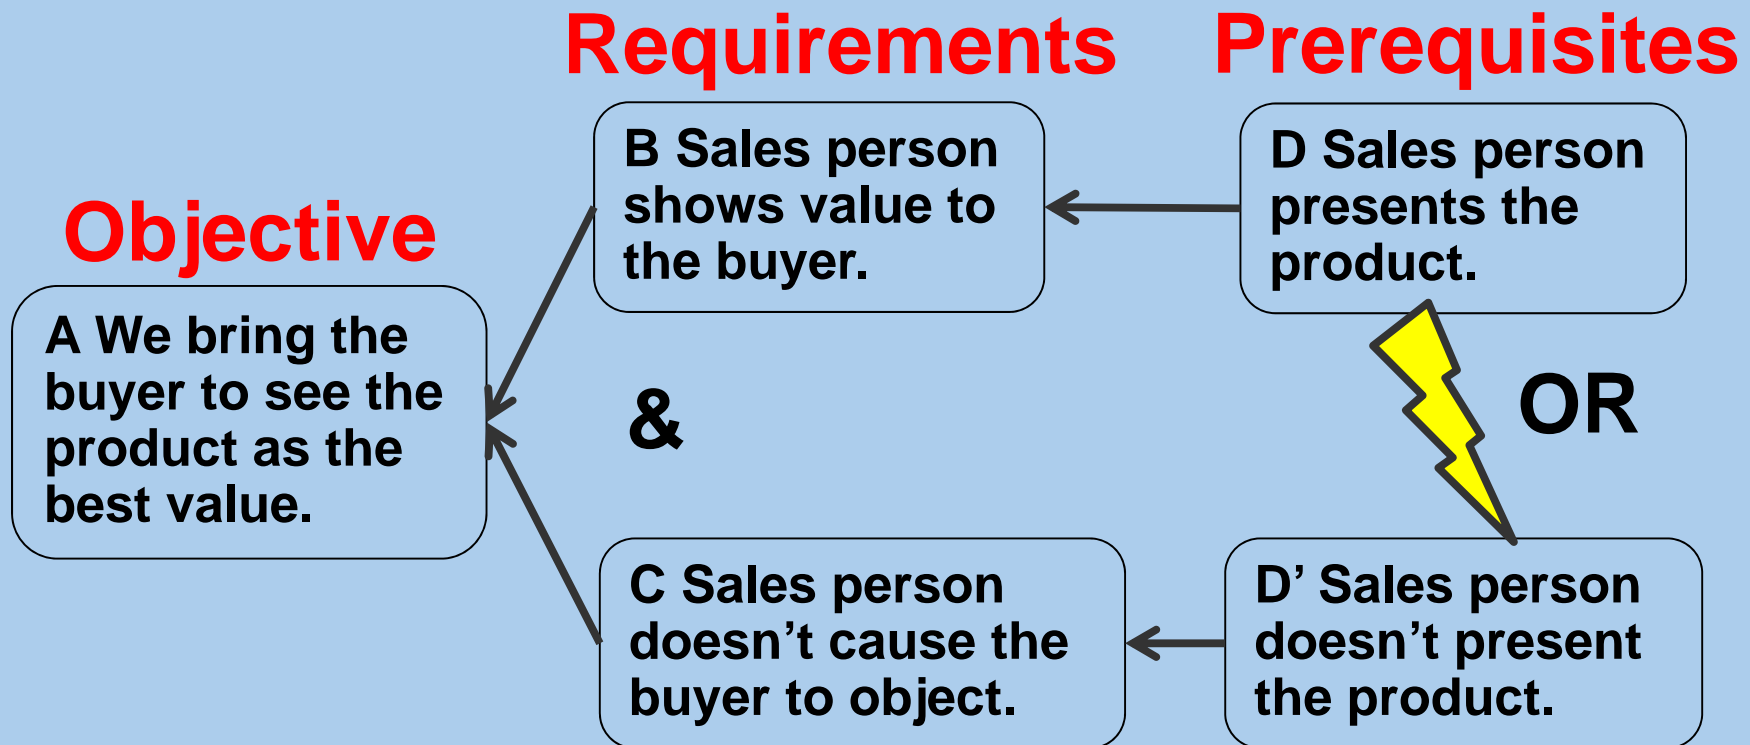 Requirements
Prerequisites
Objective
B Sales person
shows value to
the buyer.
D Sales person
presents the
product.
A We bring the
buyer to see the
product as the
best value.
&
OR
C Sales person
doesn’t cause the
buyer to object.
D’ Sales person
doesn’t present
the product.